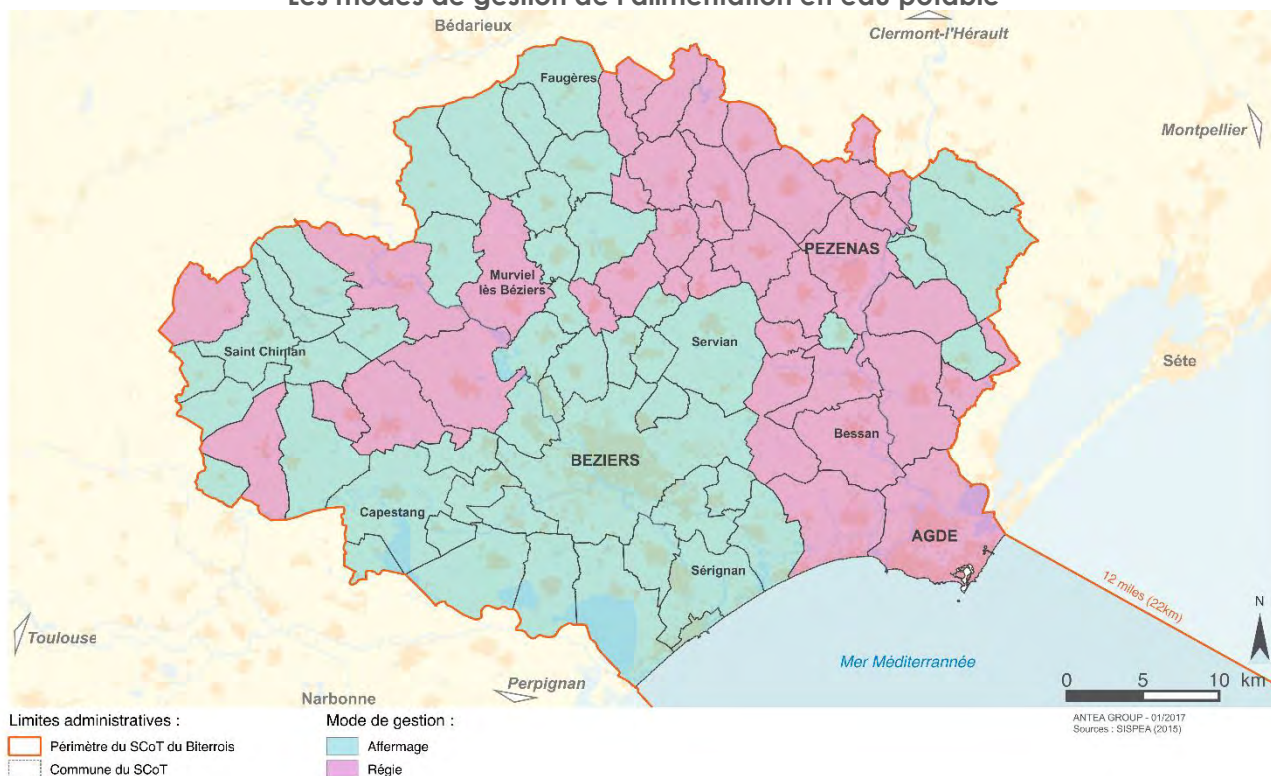 Les modes de gestion de l'alimentation en eau potable
Bédarieux
Clermont-l'Hérault
Faugères
Montpellier
PEZENAS
Murviel
lès Béziers
Servian
Saint Chinian
Séte
Bessan
BEZIERS
Capestang
AGDE
Sérignan
12 miles (22km)
N
Toulouse
Mer Méditerrannée
Perpignan
Narbonne
0 5 10 km
Limites administratives :
Mode de gestion :
ANTEA GROUP - 01/2017
Sources : SISPEA (2015)
Périmètre du SCoT du Biterrois
Affermage
Commune du SCoT
Régie